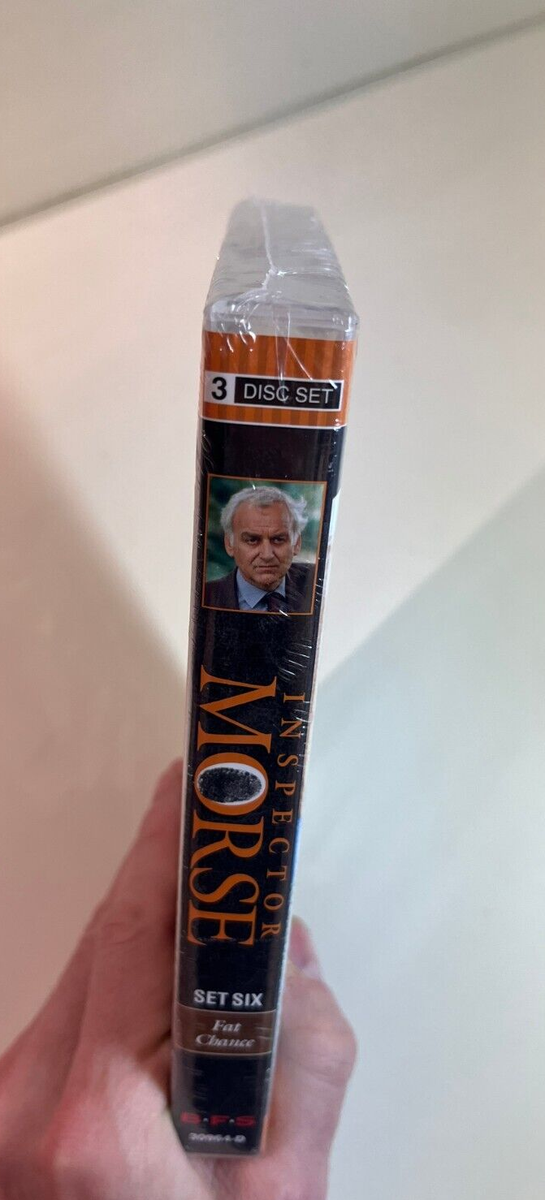 3 DISC SET
INSPECTOR
MORSE
SET SIX
Fat
Chance
B·F·S